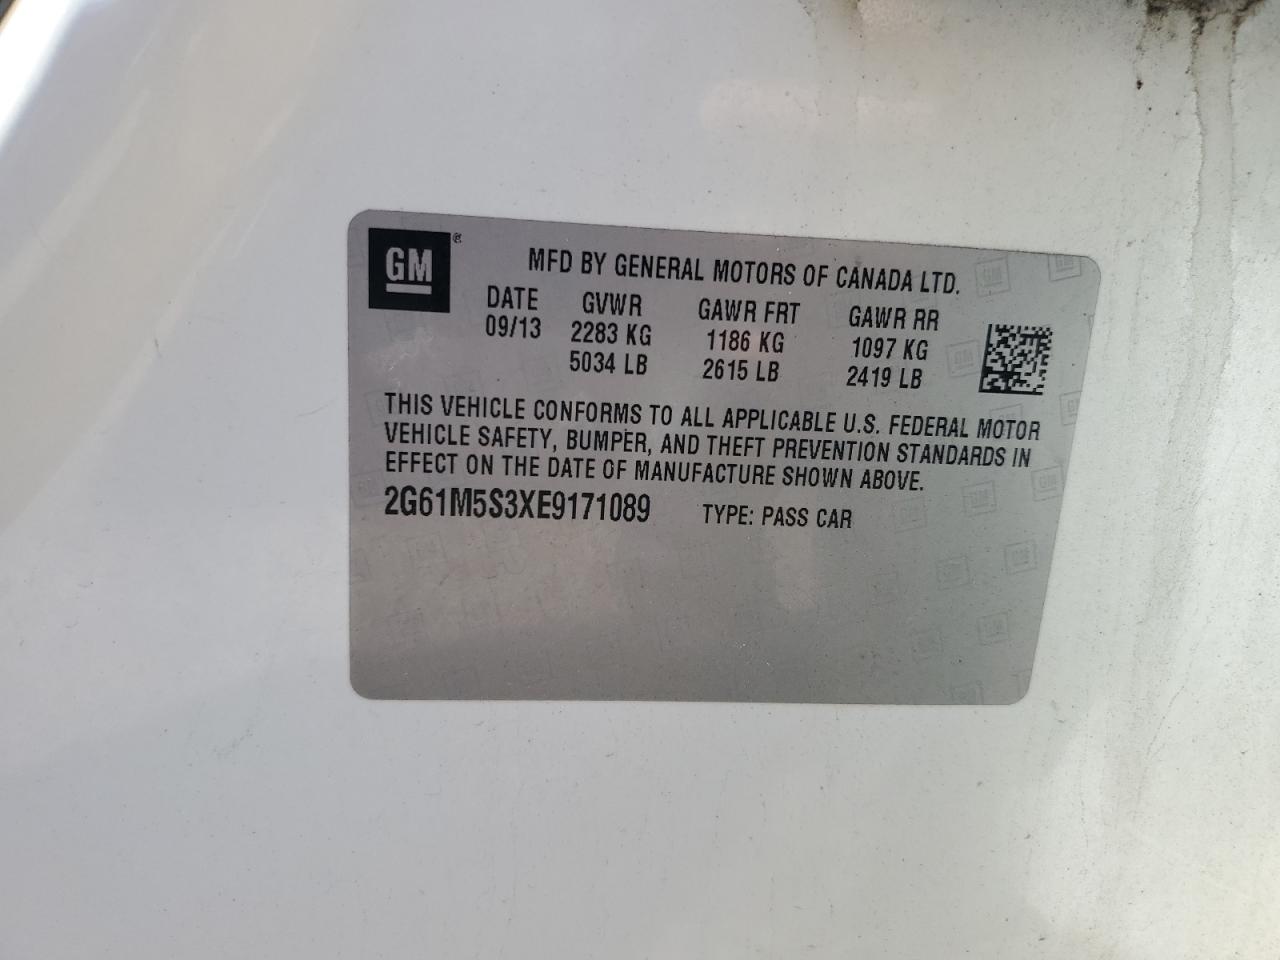 GM®
MFD BY GENERAL MOTORS OF CANADA LTD.
DATE GVWR GAWR FRT GAWR RR
09/13 2283 KG 1186 KG 1097 KG
5034 LB 2615 LB 2419 LB
THIS VEHICLE CONFORMS TO ALL APPLICABLE U.S. FEDERAL MOTOR
VEHICLE SAFETY, BUMPER, AND THEFT PREVENTION STANDARDS IN
EFFECT ON THE DATE OF MANUFACTURE SHOWN ABOVE.
2G61M5S3XE9171089 TYPE: PASS CAR